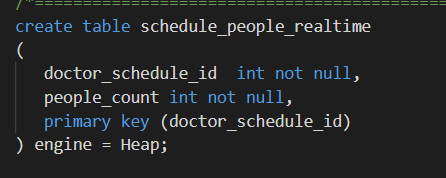 /*==========================================
create table schedule_people_realtime
(
doctor_schedule_id  int not null,
people_count int not null,
primary key (doctor_schedule_id)
) engine = Heap;